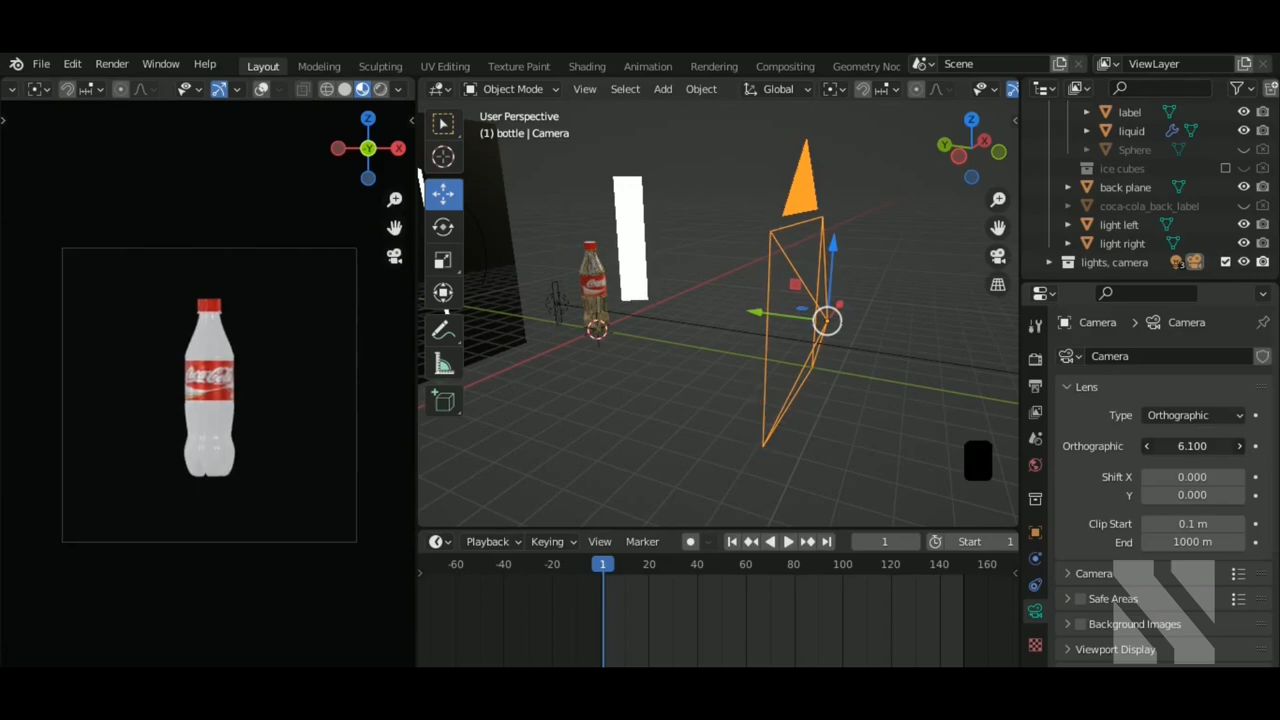 File Edit Render Window Help Layout Modeling Sculpting UV Editing Texture Paint Shading Animation Rendering Compositing Geometry Noc Scene ViewLayer
Object Mode View Select Add Object Global
User Perspective
(1) bottle | Camera
Z
-Y
X
Z
Y
X
Coca-Cola
label
liquid
Sphere
ice cubes
back plane
coca-cola_back_label
light left
light right
lights, camera 3
Camera Camera
Camera
Lens
Type Orthographic
Orthographic 6.100
Shift X 0.000
Y 0.000
Clip Start 0.1 m
End 1000 m
Camera
Safe Areas
Background Images
Viewport Display
Playback Keying View Marker 1 Start 1
-60 -40 -20 1 20 40 60 80 100 120 140 160